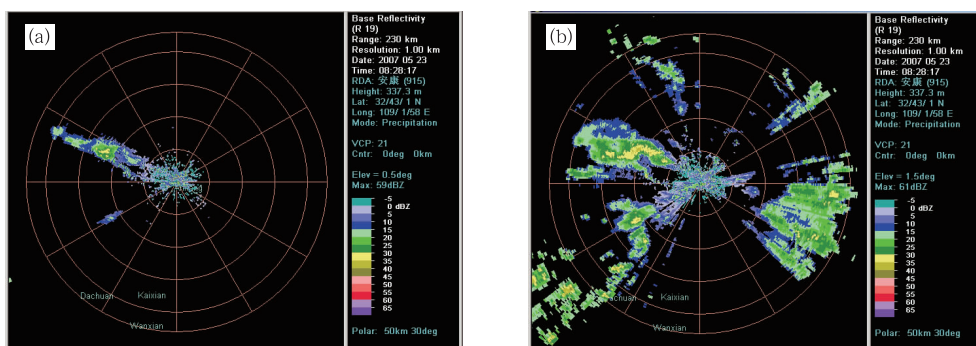 (a)
Base Reflectivity
(R 19)
Range: 230 km
Resolution: 1.00 km
Date: 2007 05 23
Time: 08:28:17
RDA: 安康 (915)
Height: 337.3 m
Lat: 32/43/ 1 N
Long: 109/ 1/58 E
Mode: Precipitation
VCP: 21
Cntr: 0deg 0km
Elev = 0.5deg
Max: 59dBZ
-5
0 dBZ
5
10
15
20
25
30
35
40
45
50
55
60
65
Dachuan
Kaixian
Wanxian
Polar: 50km 30deg
(b)
Base Reflectivity
(R 19)
Range: 230 km
Resolution: 1.00 km
Date: 2007 05 23
Time: 08:28:17
RDA: 安康 (915)
Height: 337.3 m
Lat: 32/43/ 1 N
Long: 109/ 1/58 E
Mode: Precipitation
VCP: 21
Cntr: 0deg 0km
Elev = 1.5deg
Max: 61dBZ
-5
0 dBZ
5
10
15
20
25
30
35
40
45
50
55
60
65
Dachuan
Kaixian
Wanxian
Polar: 50km 30deg